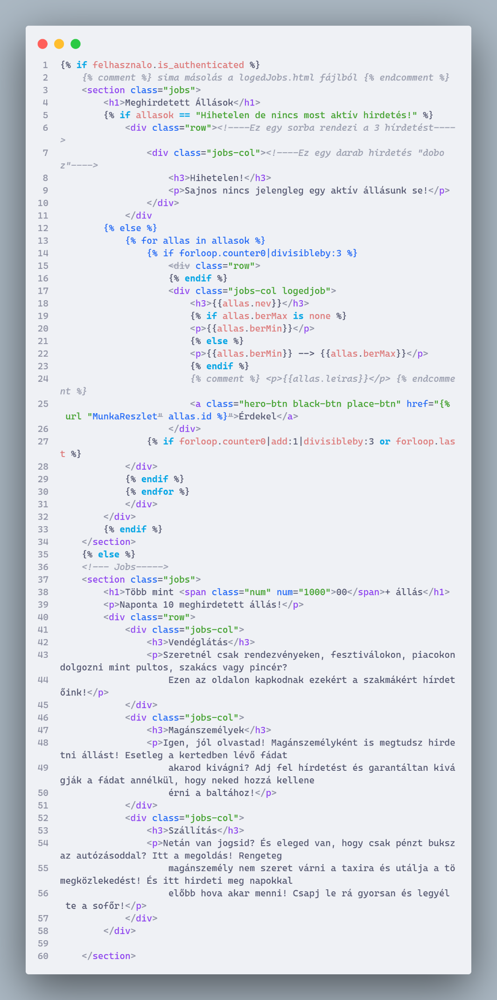 1 {% if felhasznalo.is_authenticated %}
2 {% comment %} sima másolás a logedJobs.html fájlból {% endcomment %}
3 <section class="jobs">
4 <h1>Meghirdetett Állások</h1>
5 {% if allasok == "Hihetelen de nincs most aktív hirdetés!" %}
6 <div class="row"><!----Ez egy sorba rendezi a 3 hírdetést----
>
7 <div class="jobs-col"><!----Ez egy darab hirdetés "dobo
z"---->
8 <h3>Hihetelen!</h3>
9 <p>Sajnos nincs jelengleg egy aktív állásunk se!</p>
10 </div>
11 </div
12 {% else %}
13 {% for allas in allasok %}
14 {% if forloop.counter0|divisibleby:3 %}
15 <div class="row">
16 {% endif %}
17 <div class="jobs-col logedjob">
18 <h3>{{allas.nev}}</h3>
19 {% if allas.berMax is none %}
20 <p>{{allas.berMin}}</p>
21 {% else %}
22 <p>{{allas.berMin}} --> {{allas.berMax}}</p>
23 {% endif %}
24 {% comment %} <p>{{allas.leiras}}</p> {% endcomme
nt %}
25 <a class="hero-btn black-btn place-btn" href="{%
url "MunkaReszlet" allas.id %}">Érdekel</a>
26 </div>
27 {% if forloop.counter0|add:1|divisibleby:3 or forloop.las
t %}
28 </div>
29 {% endif %}
30 {% endfor %}
31 </div>
32 </div>
33 {% endif %}
34 </section>
35 {% else %}
36 <!--- Jobs----->
37 <section class="jobs">
38 <h1>Több mint <span class="num" num="1000">00</span>+ állás</h1>
39 <p>Naponta 10 meghirdetett állás!</p>
40 <div class="row">
41 <div class="jobs-col">
42 <h3>Vendéglátás</h3>
43 <p>Szeretnél csak rendezvényeken, fesztiválokon, piacokon
dolgozni mint pultos, szakács vagy pincér?
44 Ezen az oldalon kapkodnak ezekért a szakmákért hírdet
őink!</p>
45 </div>
46 <div class="jobs-col">
47 <h3>Magánszemélyek</h3>
48 <p>Igen, jól olvastad! Magánszemélyként is megtudsz hirde
tni állást! Esetleg a kertedben lévő fádat
49 akarod kivágni? Adj fel hírdetést és garantáltan kivá
gják a fádat annélkül, hogy neked hozzá kellene
50 érni a baltához!</p>
51 </div>
52 <div class="jobs-col">
53 <h3>Szállítás</h3>
54 <p>Netán van jogsid? És eleged van, hogy csak pénzt buksz
az autózásoddal? Itt a megoldás! Rengeteg
55 magánszemély nem szeret várni a taxira és utálja a tö
megközlekedést! És itt hirdeti meg napokkal
56 előbb hova akar menni! Csapj le rá gyorsan és legyél
te a sofőr!</p>
57 </div>
58 </div>
59
60 </section>